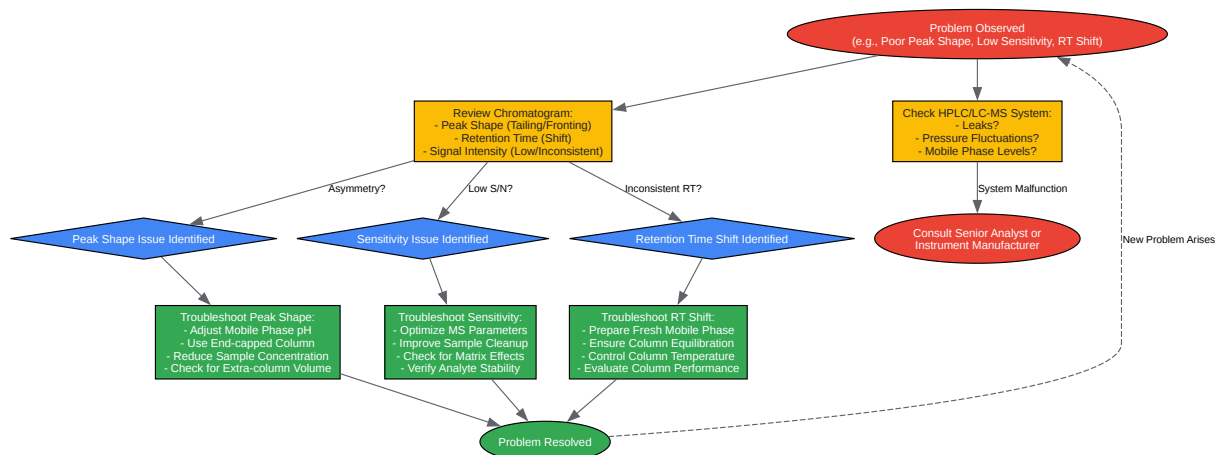 Problem Observed
(e.g., Poor Peak Shape, Low Sensitivity, RT Shift)
Review Chromatogram:
- Peak Shape (Tailing/Fronting)
- Retention Time (Shift)
- Signal Intensity (Low/Inconsistent)
Check HPLC/LC-MS System:
- Leaks?
- Pressure Fluctuations?
- Mobile Phase Levels?
Asymmetry?
Low S/N?
Inconsistent RT?
System Malfunction
Peak Shape Issue Identified
Sensitivity Issue Identified
Retention Time Shift Identified
Consult Senior Analyst or
Instrument Manufacturer
New Problem Arises
Troubleshoot Peak Shape:
- Adjust Mobile Phase pH
- Use End-capped Column
- Reduce Sample Concentration
- Check for Extra-column Volume
Troubleshoot Sensitivity:
- Optimize MS Parameters
- Improve Sample Cleanup
- Check for Matrix Effects
- Verify Analyte Stability
Troubleshoot RT Shift:
- Prepare Fresh Mobile Phase
- Ensure Column Equilibration
- Control Column Temperature
- Evaluate Column Performance
Problem Resolved